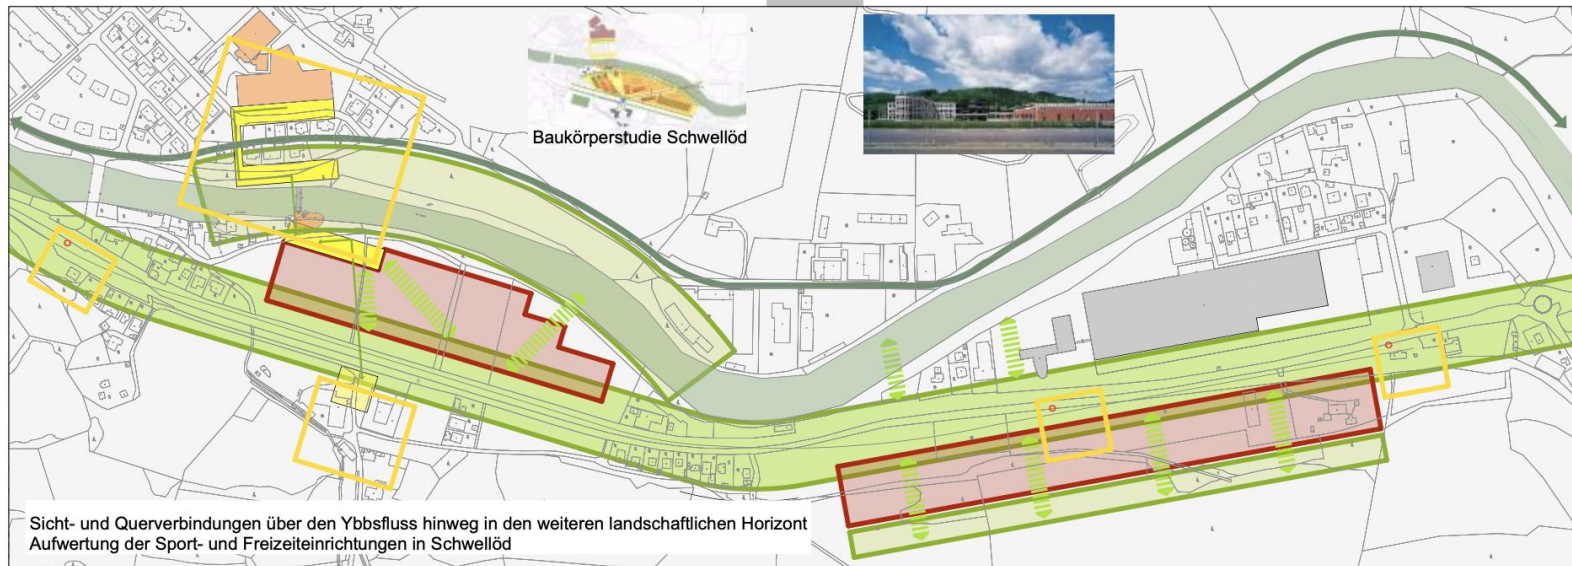 Baukörperstudie Schwellöd
Sicht- und Querverbindungen über den Ybbsfluss hinweg in den weiteren landschaftlichen Horizont
Aufwertung der Sport- und Freizeiteinrichtungen in Schwellöd